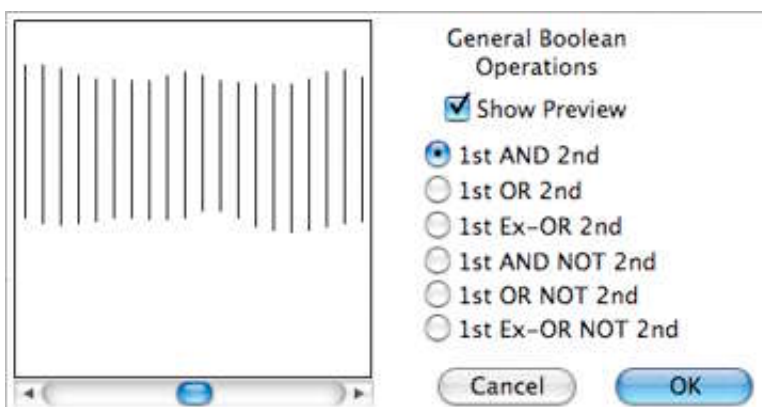 General Boolean
Operations
Show Preview
1st AND 2nd
1st OR 2nd
1st Ex-OR 2nd
1st AND NOT 2nd
1st OR NOT 2nd
1st Ex-OR NOT 2nd
Cancel OK